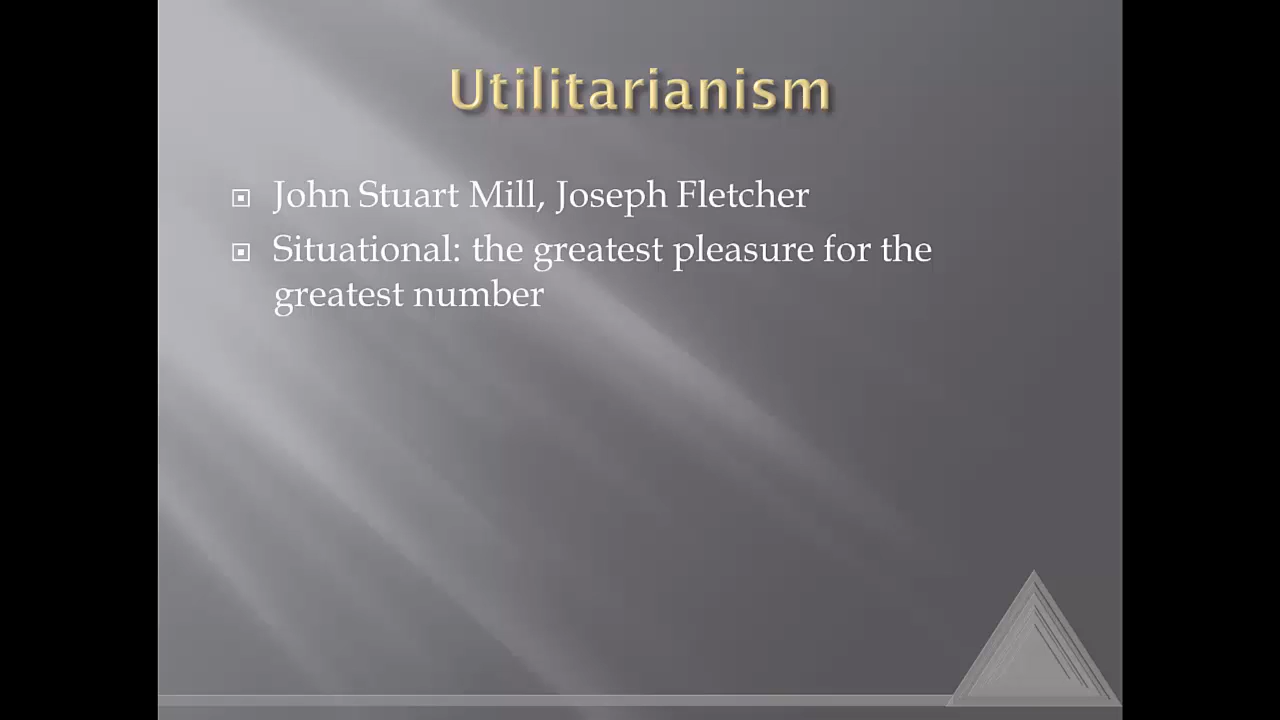 Utilitarianism
John Stuart Mill, Joseph Fletcher
Situational: the greatest pleasure for the
greatest number